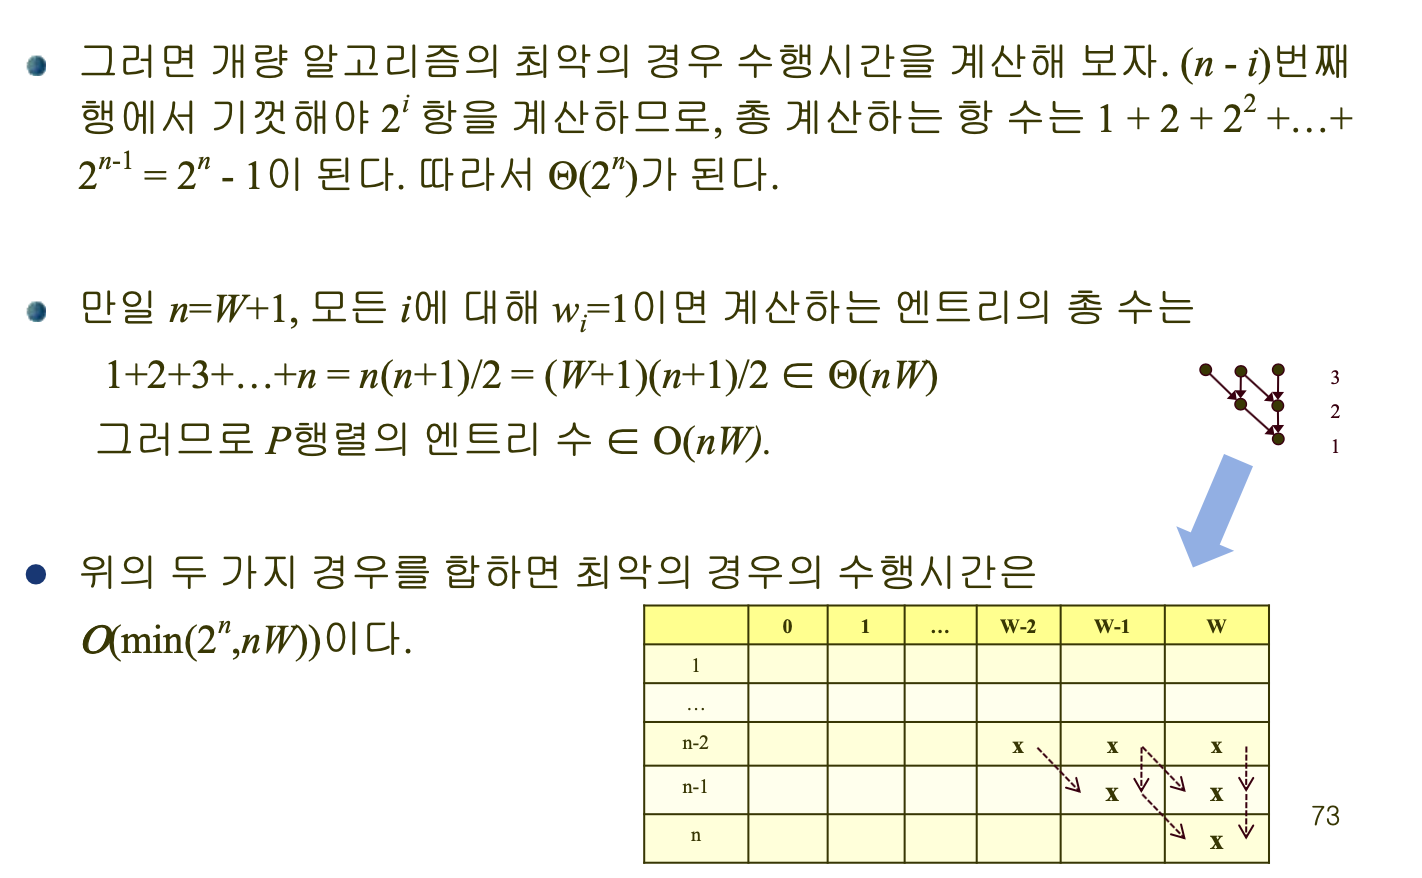 그러면 개량 알고리즘의 최악의 경우 수행시간을 계산해 보자. (n - i)번째
행에서 기껏해야 2^i 항을 계산하므로, 총 계산하는 항 수는 1 + 2 + 2^2 +…+
2^{n-1} = 2^n - 1이 된다. 따라서 Θ(2^n)가 된다.
만일 n=W+1, 모든 i에 대해 w_i=1이면 계산하는 엔트리의 총 수는
1+2+3+…+n = n(n+1)/2 = (W+1)(n+1)/2 ∈ Θ(nW)
그러므로 P행렬의 엔트리 수 ∈ O(nW).
3
2
1
위의 두 가지 경우를 합하면 최악의 경우의 수행시간은
O(min(2^n,nW))이다.
0 1 … W-2 W-1 W
1
…
n-2 x x x
n-1 x x
n x
73